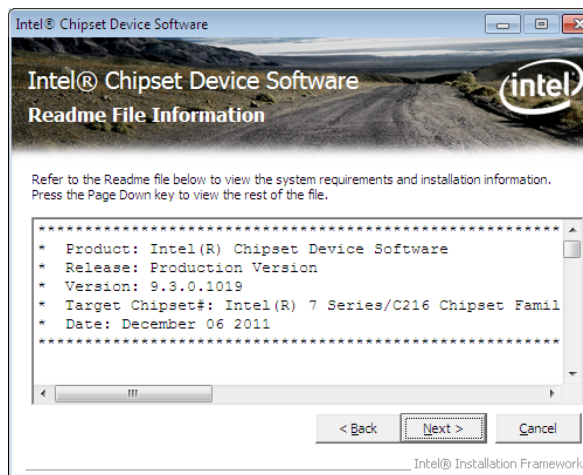 Intel® Chipset Device Software
Intel® Chipset Device Software
intel
Readme File Information
Refer to the Readme file below to view the system requirements and installation information.
Press the Page Down key to view the rest of the file.
************************************************************
* Product: Intel(R) Chipset Device Software
* Release: Production Version
* Version: 9.3.0.1019
* Target Chipset#: Intel(R) 7 Series/C216 Chipset Famil
* Date: December 06 2011
************************************************************
< Back Next > Cancel
Intel® Installation Framework